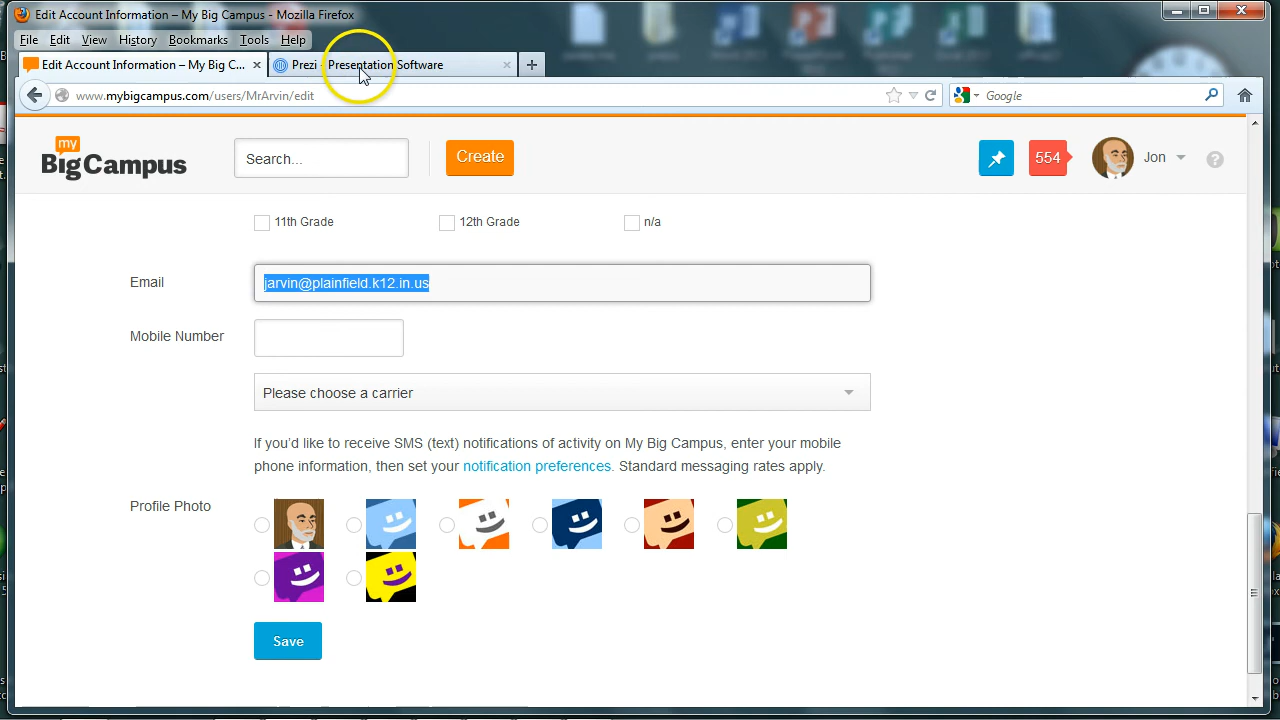 Edit Account Information – My Big Campus - Mozilla Firefox
File Edit View History Bookmarks Tools Help
Edit Account Information – My Big C... Prezi - Presentation Software
www.mybigcampus.com/users/MrArvin/edit Google
my
BigCampus Search... Create 554 Jon ?
11th Grade 12th Grade n/a
Email jarvin@plainfield.k12.in.us
Mobile Number
Please choose a carrier
If you'd like to receive SMS (text) notifications of activity on My Big Campus, enter your mobile
phone information, then set your notification preferences. Standard messaging rates apply.
Profile Photo
Save